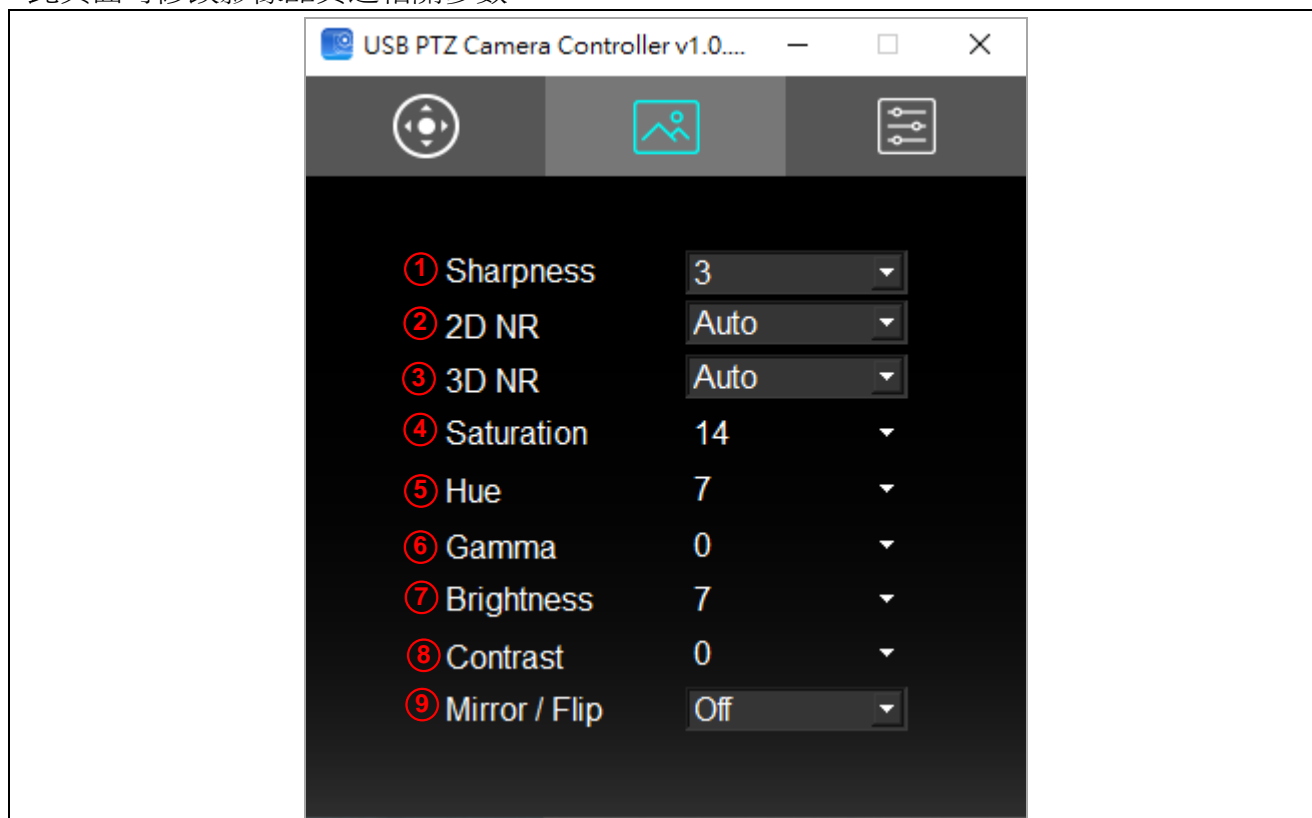 USB PTZ Camera Controller v1.0....
1 Sharpness 3
2 2D NR Auto
3 3D NR Auto
4 Saturation 14
5 Hue 7
6 Gamma 0
7 Brightness 7
8 Contrast 0
9 Mirror / Flip Off